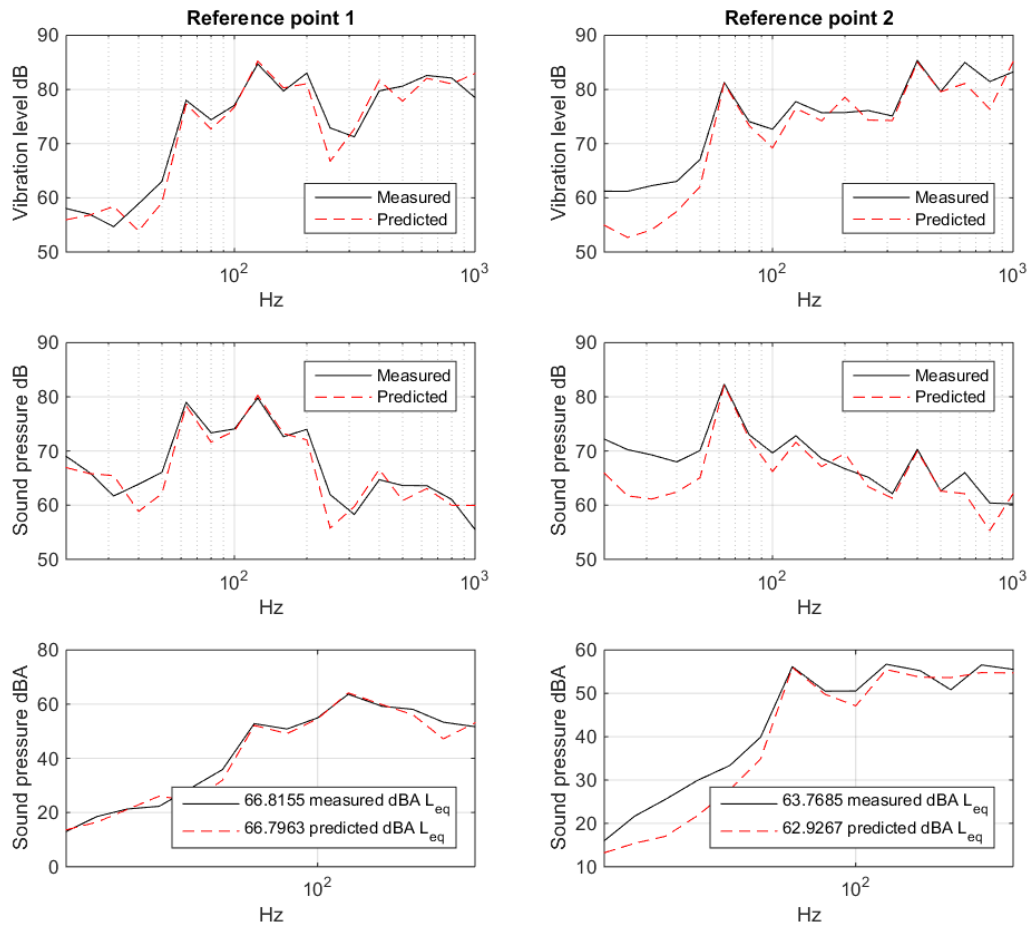 Reference point 1
Vibration level dB
90
80
70
60
50
Measured
Predicted
10^2
10^3
Hz
Reference point 2
Vibration level dB
90
80
70
60
50
Measured
Predicted
10^2
10^3
Hz
Sound pressure dB
90
80
70
60
50
Measured
Predicted
10^2
10^3
Hz
Sound pressure dB
90
80
70
60
50
Measured
Predicted
10^2
10^3
Hz
Sound pressure dBA
80
60
40
20
0
66.8155 measured dBA L_eq
66.7963 predicted dBA L_eq
10^2
Hz
Sound pressure dBA
60
50
40
30
20
10
63.7685 measured dBA L_eq
62.9267 predicted dBA L_eq
10^2
Hz